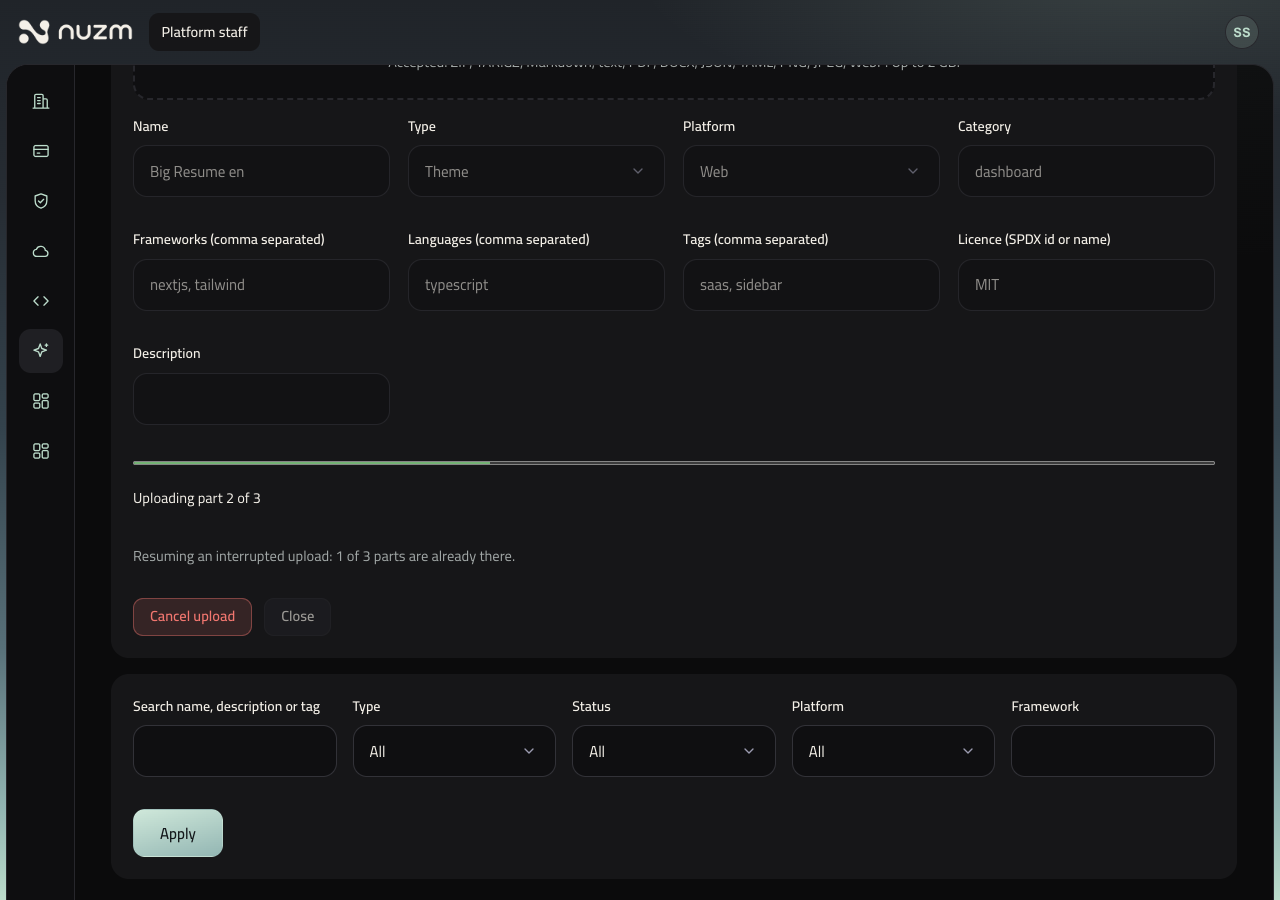 nuzm
Platform staff
SS
Name
Type
Platform
Category
Big Resume en
Theme
Web
dashboard
Frameworks (comma separated)
Languages (comma separated)
Tags (comma separated)
Licence (SPDX id or name)
nextjs, tailwind
typescript
saas, sidebar
MIT
Description
Uploading part 2 of 3
Resuming an interrupted upload: 1 of 3 parts are already there.
Cancel upload
Close
Search name, description or tag
Type
Status
Platform
Framework
All
All
All
Apply